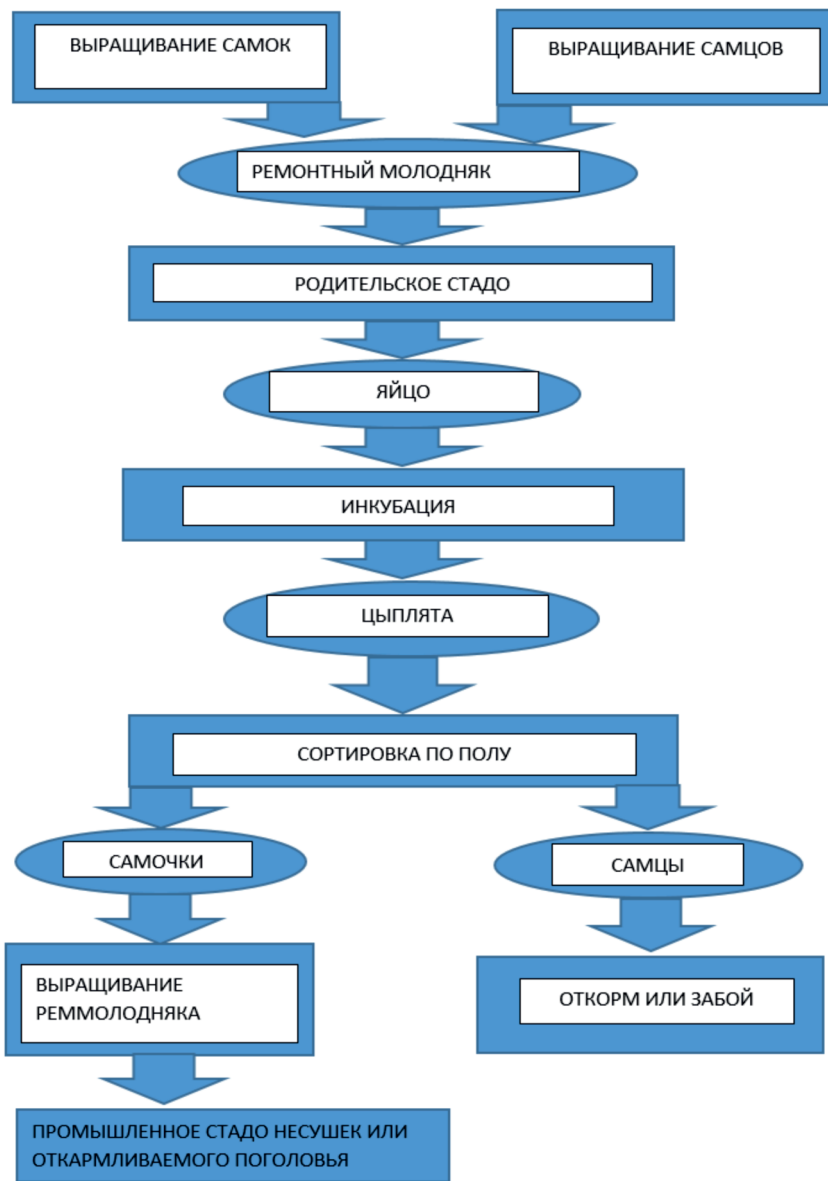 ВЫРАЩИВАНИЕ САМОК
ВЫРАЩИВАНИЕ САМЦОВ
РЕМОНТНЫЙ МОЛОДНЯК
РОДИТЕЛЬСКОЕ СТАДО
ЯЙЦО
ИНКУБАЦИЯ
ЦЫПЛЯТА
СОРТИРОВКА ПО ПОЛУ
САМОЧКИ
САМЦЫ
ВЫРАЩИВАНИЕ
РЕММОЛОДНЯКА
ОТКОРМ ИЛИ ЗАБОЙ
ПРОМЫШЛЕННОЕ СТАДО НЕСУШЕК ИЛИ
ОТКАРМЛИВАЕМОГО ПОГОЛОВЬЯ